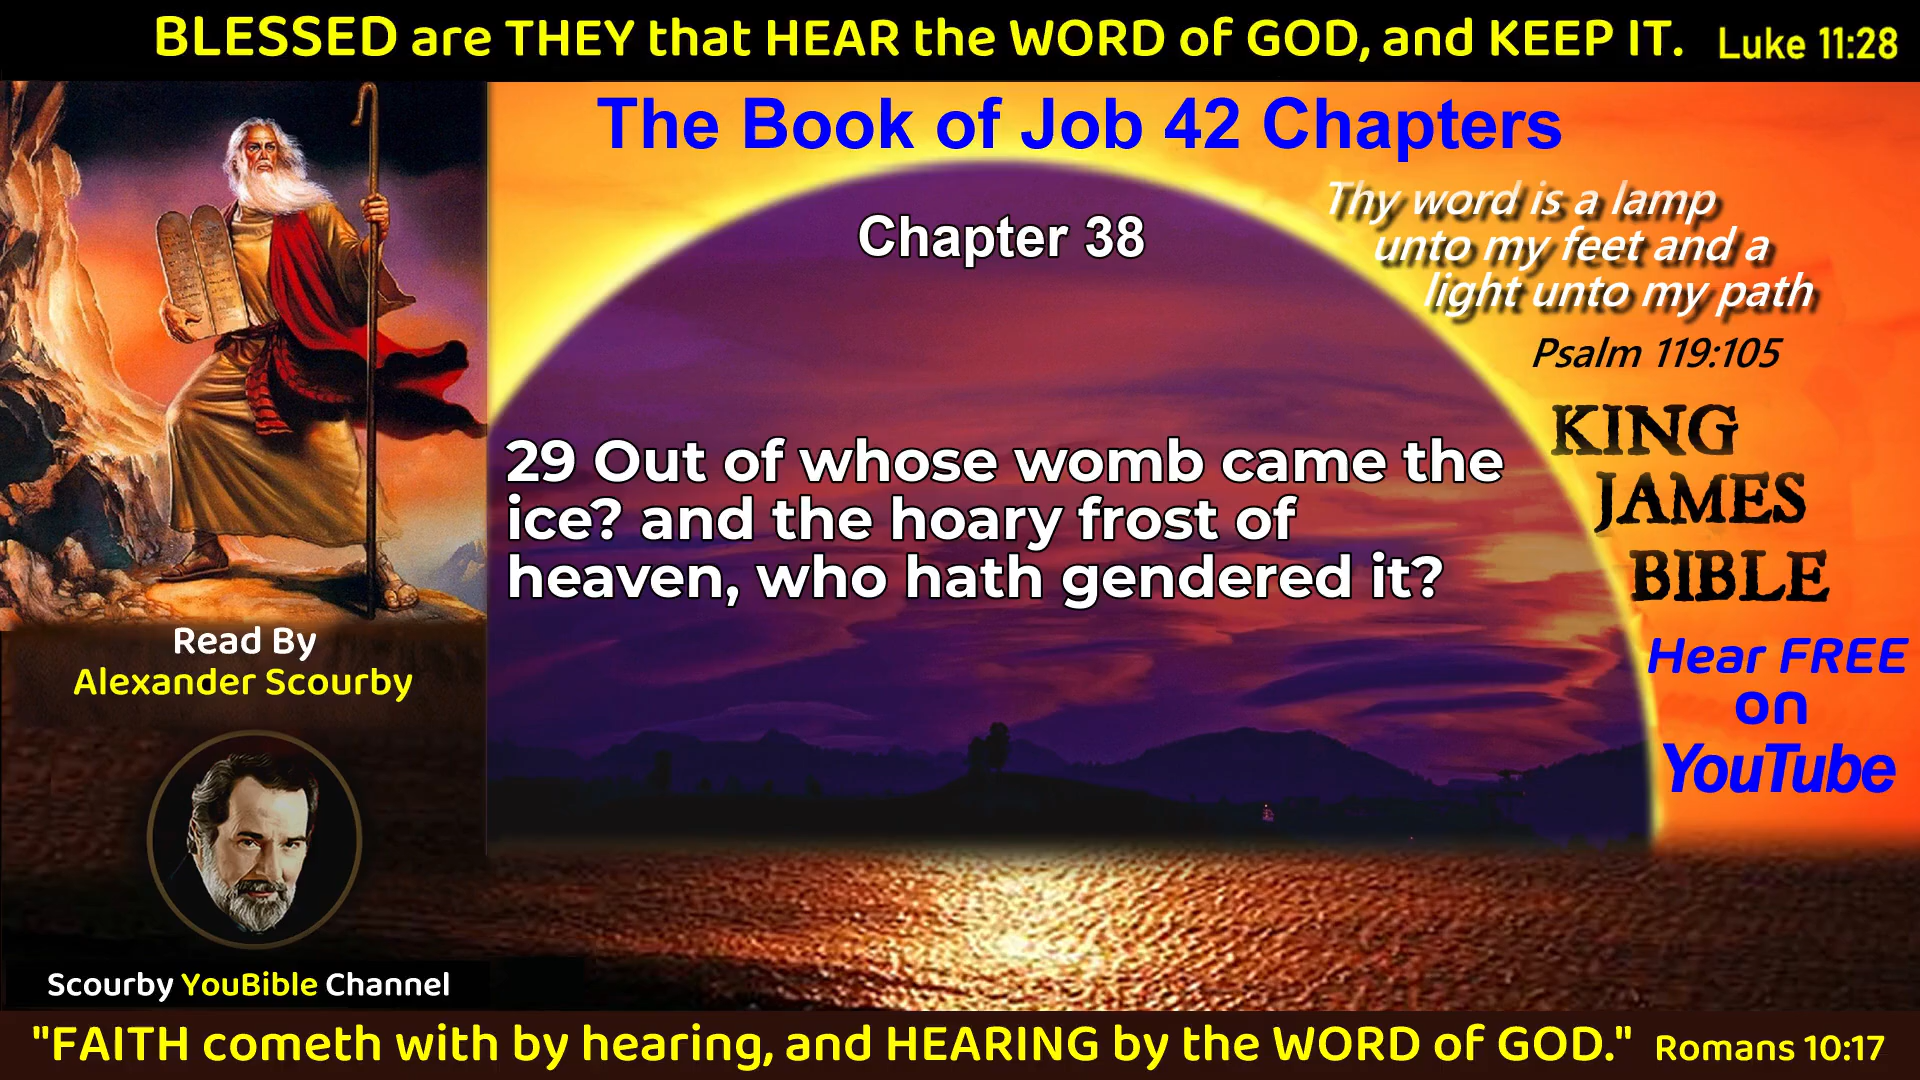 BLESSED are THEY that HEAR the WORD of GOD, and KEEP IT. Luke 11:28
The Book of Job 42 Chapters
Thy word is a lamp
unto my feet and a
light unto my path
Psalm 119:105
Chapter 38
KING
JAMES
BIBLE
29 Out of whose womb came the
ice? and the hoary frost of
heaven, who hath gendered it?
Hear FREE
on
YouTube
Read By
Alexander Scourby
Scourby YouBible Channel
"FAITH cometh with by hearing, and HEARING by the WORD of GOD." Romans 10:17